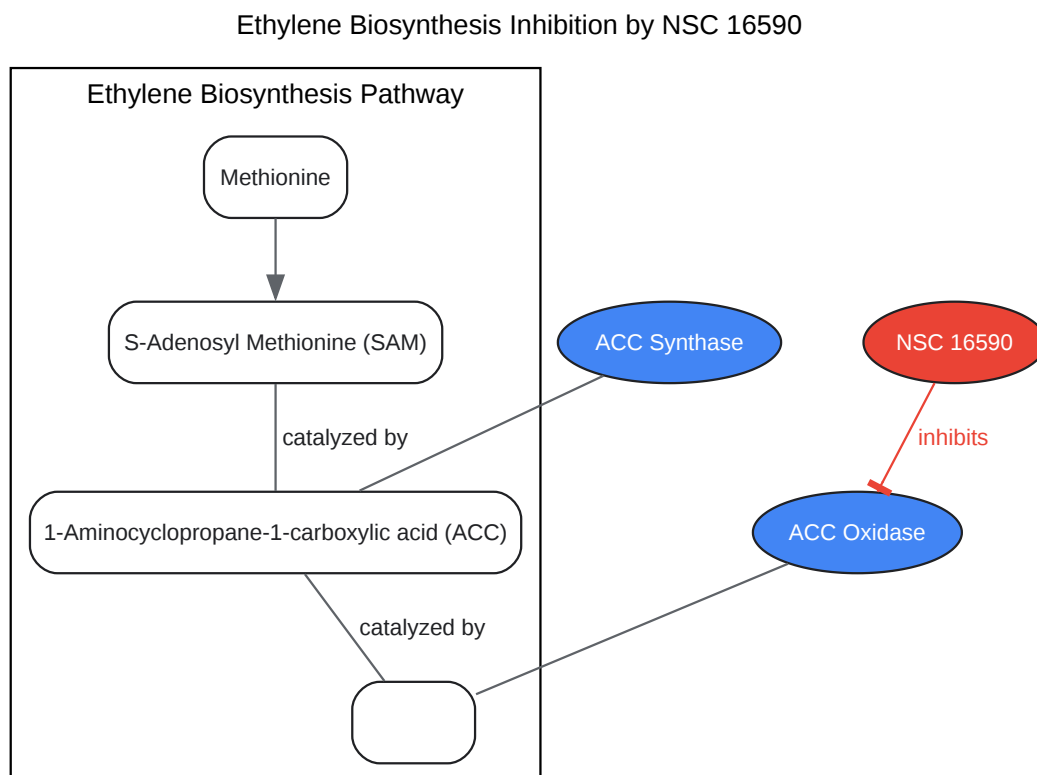 Ethylene Biosynthesis Inhibition by NSC 16590
Ethylene Biosynthesis Pathway
Methionine
S-Adenosyl Methionine (SAM)
ACC Synthase
NSC 16590
catalyzed by
inhibits
1-Aminocyclopropane-1-carboxylic acid (ACC)
ACC Oxidase
catalyzed by